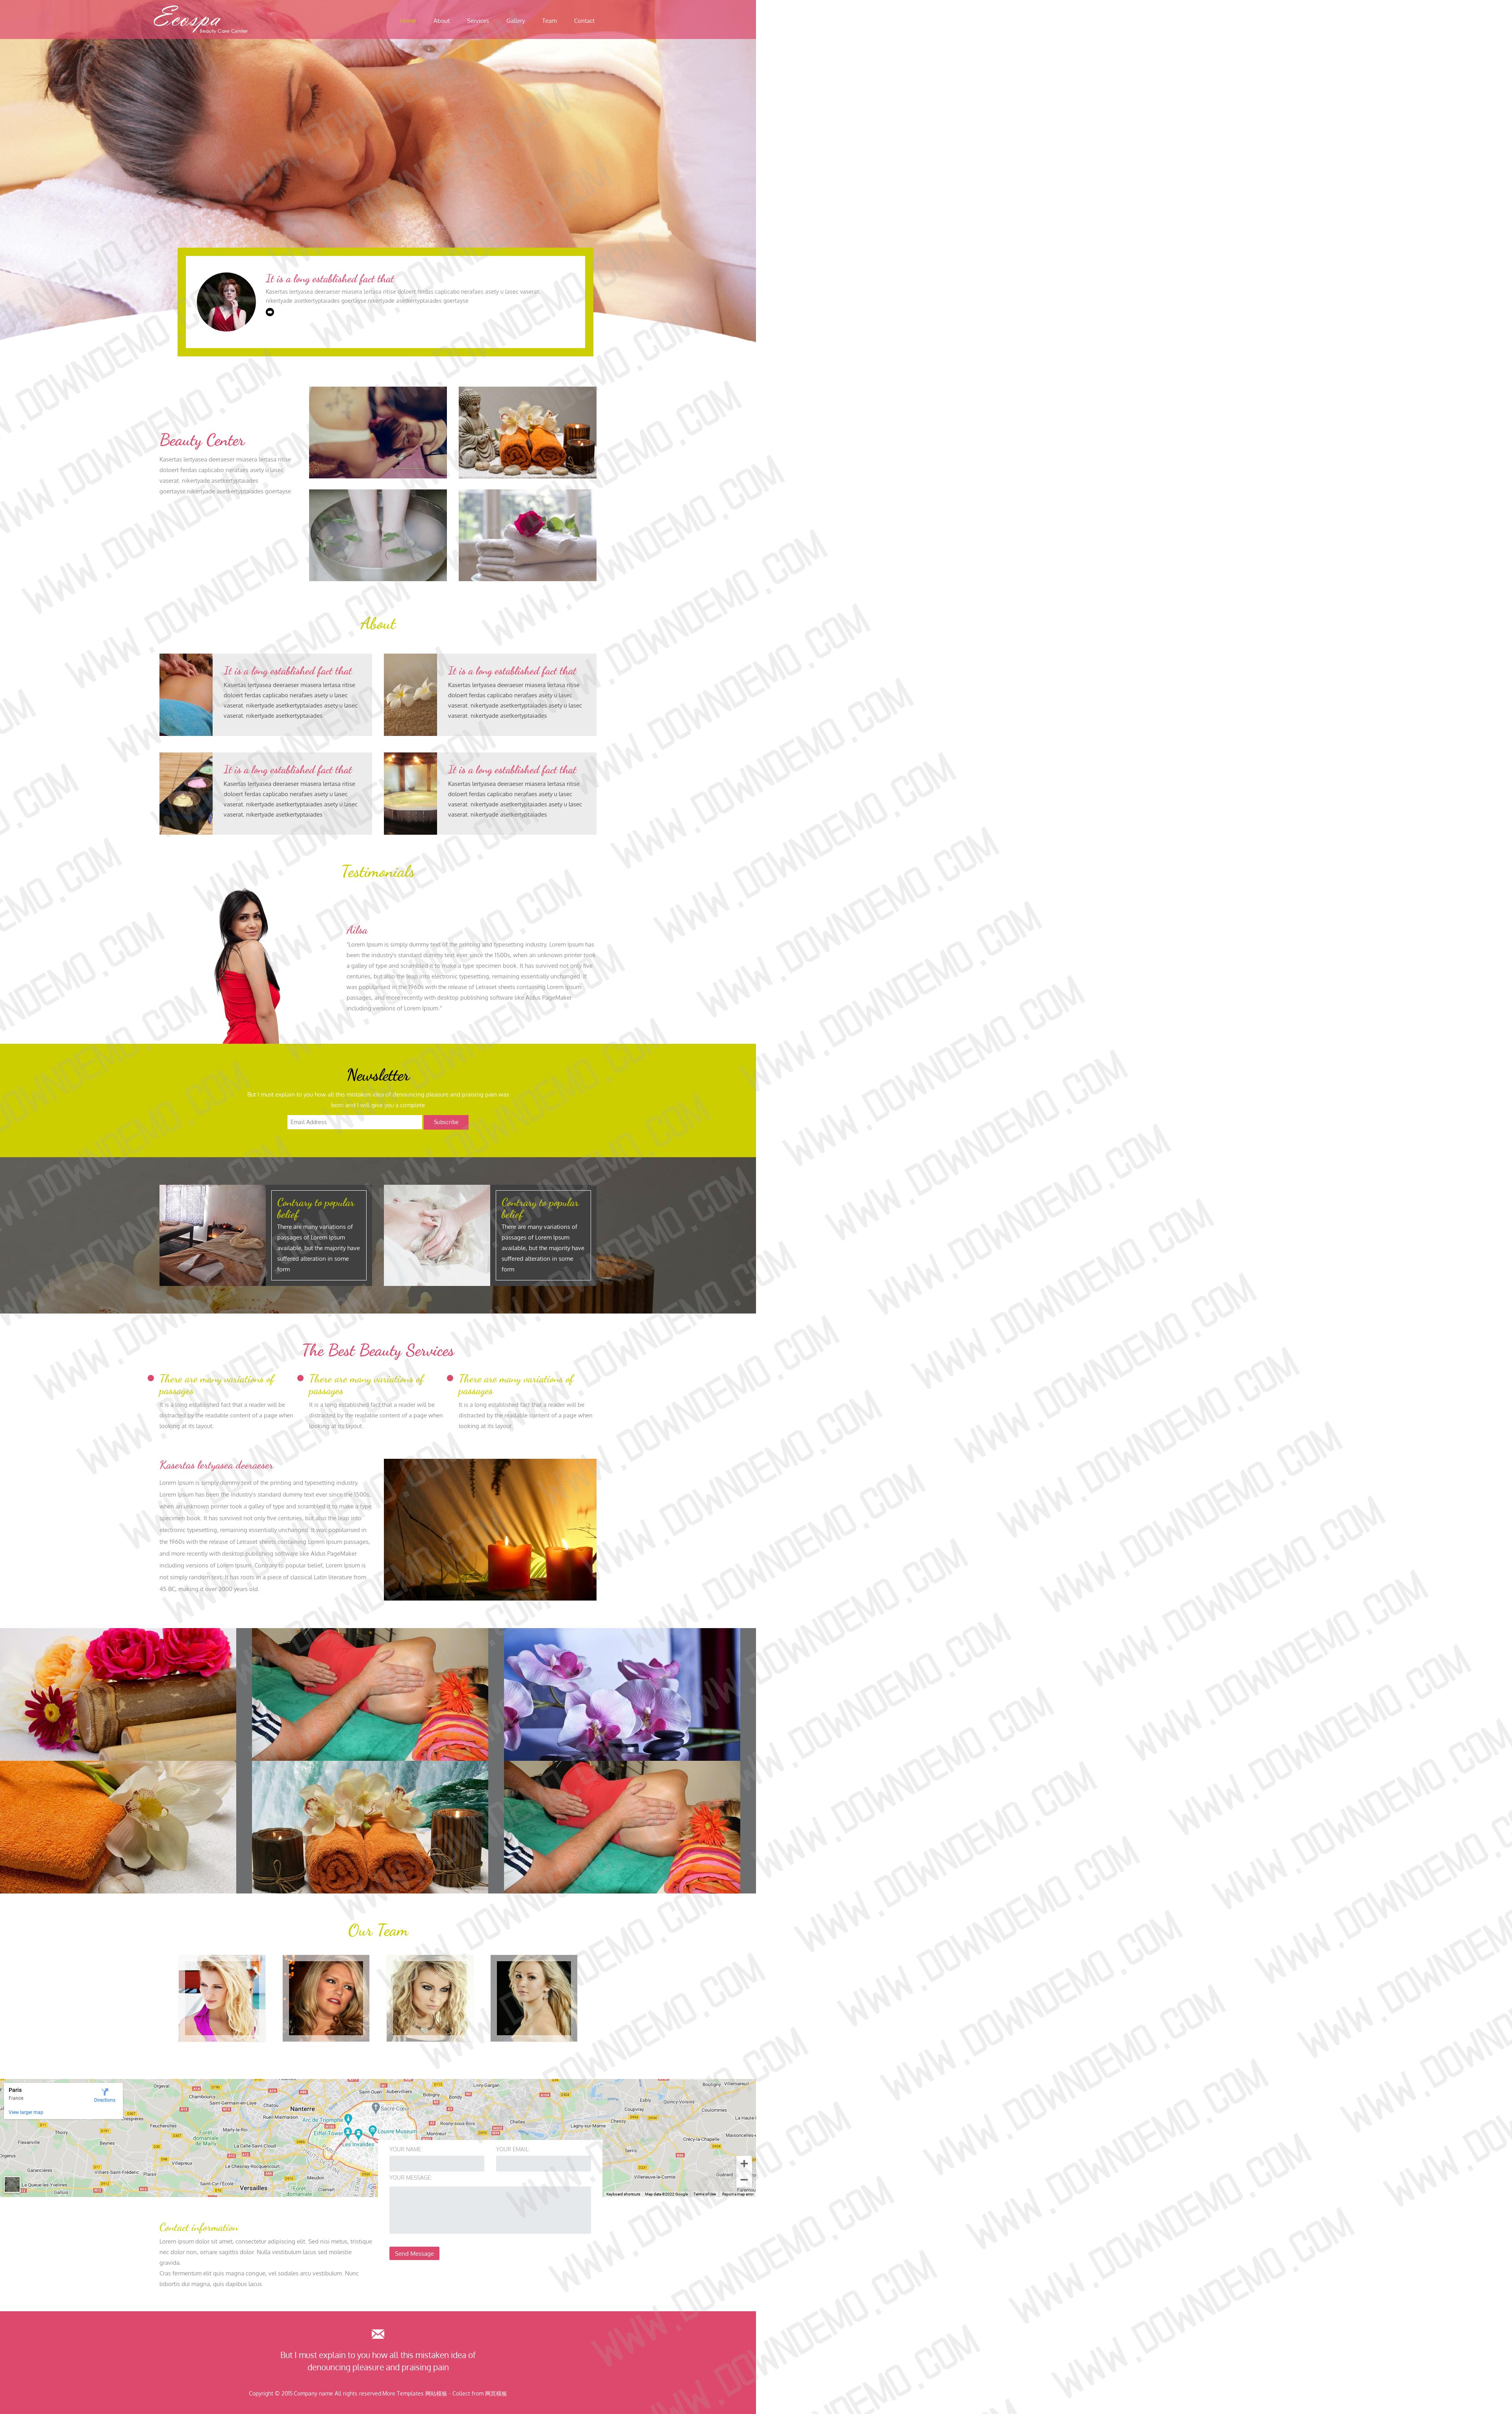 Ecospa
Beauty Care Center
Home About Services Gallery Team Contact
It is a long established fact that
Kasertas lertyasea deeraeser miasera lertasa ritise doloert ferdas caplicabo nerafaes asety u lasec vaserat.
nikertyade asetkertyptaiades goertayse.nikertyade asetkertyptaiades goertayse
Beauty Center
Kasertas lertyasea deeraeser miasera lertasa ritise
doloert ferdas caplicabo nerafaes asety u lasec
vaserat. nikertyade asetkertyptaiades
goertayse.nikertyade asetkertyptaiades goertayse
About
It is a long established fact that
Kasertas lertyasea deeraeser miasera lertasa ritise
doloert ferdas caplicabo nerafaes asety u lasec
vaserat. nikertyade asetkertyptaiades asety u lasec
vaserat. nikertyade asetkertyptaiades
It is a long established fact that
Kasertas lertyasea deeraeser miasera lertasa ritise
doloert ferdas caplicabo nerafaes asety u lasec
vaserat. nikertyade asetkertyptaiades asety u lasec
vaserat. nikertyade asetkertyptaiades
It is a long established fact that
Kasertas lertyasea deeraeser miasera lertasa ritise
doloert ferdas caplicabo nerafaes asety u lasec
vaserat. nikertyade asetkertyptaiades asety u lasec
vaserat. nikertyade asetkertyptaiades
It is a long established fact that
Kasertas lertyasea deeraeser miasera lertasa ritise
doloert ferdas caplicabo nerafaes asety u lasec
vaserat. nikertyade asetkertyptaiades asety u lasec
vaserat. nikertyade asetkertyptaiades
Testimonials
Ailsa
"Lorem Ipsum is simply dummy text of the printing and typesetting industry. Lorem Ipsum has
been the industry's standard dummy text ever since the 1500s, when an unknown printer took
a galley of type and scrambled it to make a type specimen book. It has survived not only five
centuries, but also the leap into electronic typesetting, remaining essentially unchanged. It
was popularised in the 1960s with the release of Letraset sheets containing Lorem Ipsum
passages, and more recently with desktop publishing software like Aldus PageMaker
including versions of Lorem Ipsum."
Newsletter
But I must explain to you how all this mistaken idea of denouncing pleasure and praising pain was
born and I will give you a complete
Email Address Subscribe
Contrary to popular
belief
There are many variations of
passages of Lorem Ipsum
available, but the majority have
suffered alteration in some
form
Contrary to popular
belief
There are many variations of
passages of Lorem Ipsum
available, but the majority have
suffered alteration in some
form
The Best Beauty Services
There are many variations of
passages
It is a long established fact that a reader will be
distracted by the readable content of a page when
looking at its layout.
There are many variations of
passages
It is a long established fact that a reader will be
distracted by the readable content of a page when
looking at its layout.
There are many variations of
passages
It is a long established fact that a reader will be
distracted by the readable content of a page when
looking at its layout.
Kasertas lertyasea deeraeser
Lorem Ipsum is simply dummy text of the printing and typesetting industry.
Lorem Ipsum has been the industry's standard dummy text ever since the 1500s,
when an unknown printer took a galley of type and scrambled it to make a type
specimen book. It has survived not only five centuries, but also the leap into
electronic typesetting, remaining essentially unchanged. It was popularised in
the 1960s with the release of Letraset sheets containing Lorem Ipsum passages,
and more recently with desktop publishing software like Aldus PageMaker
including versions of Lorem Ipsum. Contrary to popular belief, Lorem Ipsum is
not simply random text. It has roots in a piece of classical Latin literature from
45 BC, making it over 2000 years old.
Our Team
Paris
France
Directions
View larger map
Nanterre
Arc de Triomphe
Sacré-Cœur
Eiffel Tower
Louvre Museum
Les Invalides
Versailles
Keyboard shortcuts Map data ©2022 Google Terms of Use Report a map error
YOUR NAME: YOUR EMAIL:
YOUR MESSAGE:
Send Message
Contact information
Lorem ipsum dolor sit amet, consectetur adipiscing elit. Sed nisi metus, tristique
nec dolor non, ornare sagittis dolor. Nulla vestibulum lacus sed molestie
gravida.
Cras fermentum elit quis magna congue, vel sodales arcu vestibulum. Nunc
lobortis dui magna, quis dapibus lacus
But I must explain to you how all this mistaken idea of
denouncing pleasure and praising pain
Copyright © 2015.Company name All rights reserved.More Templates 网站模板 - Collect from 网页模板
WWW.DOWNDEMO.COM